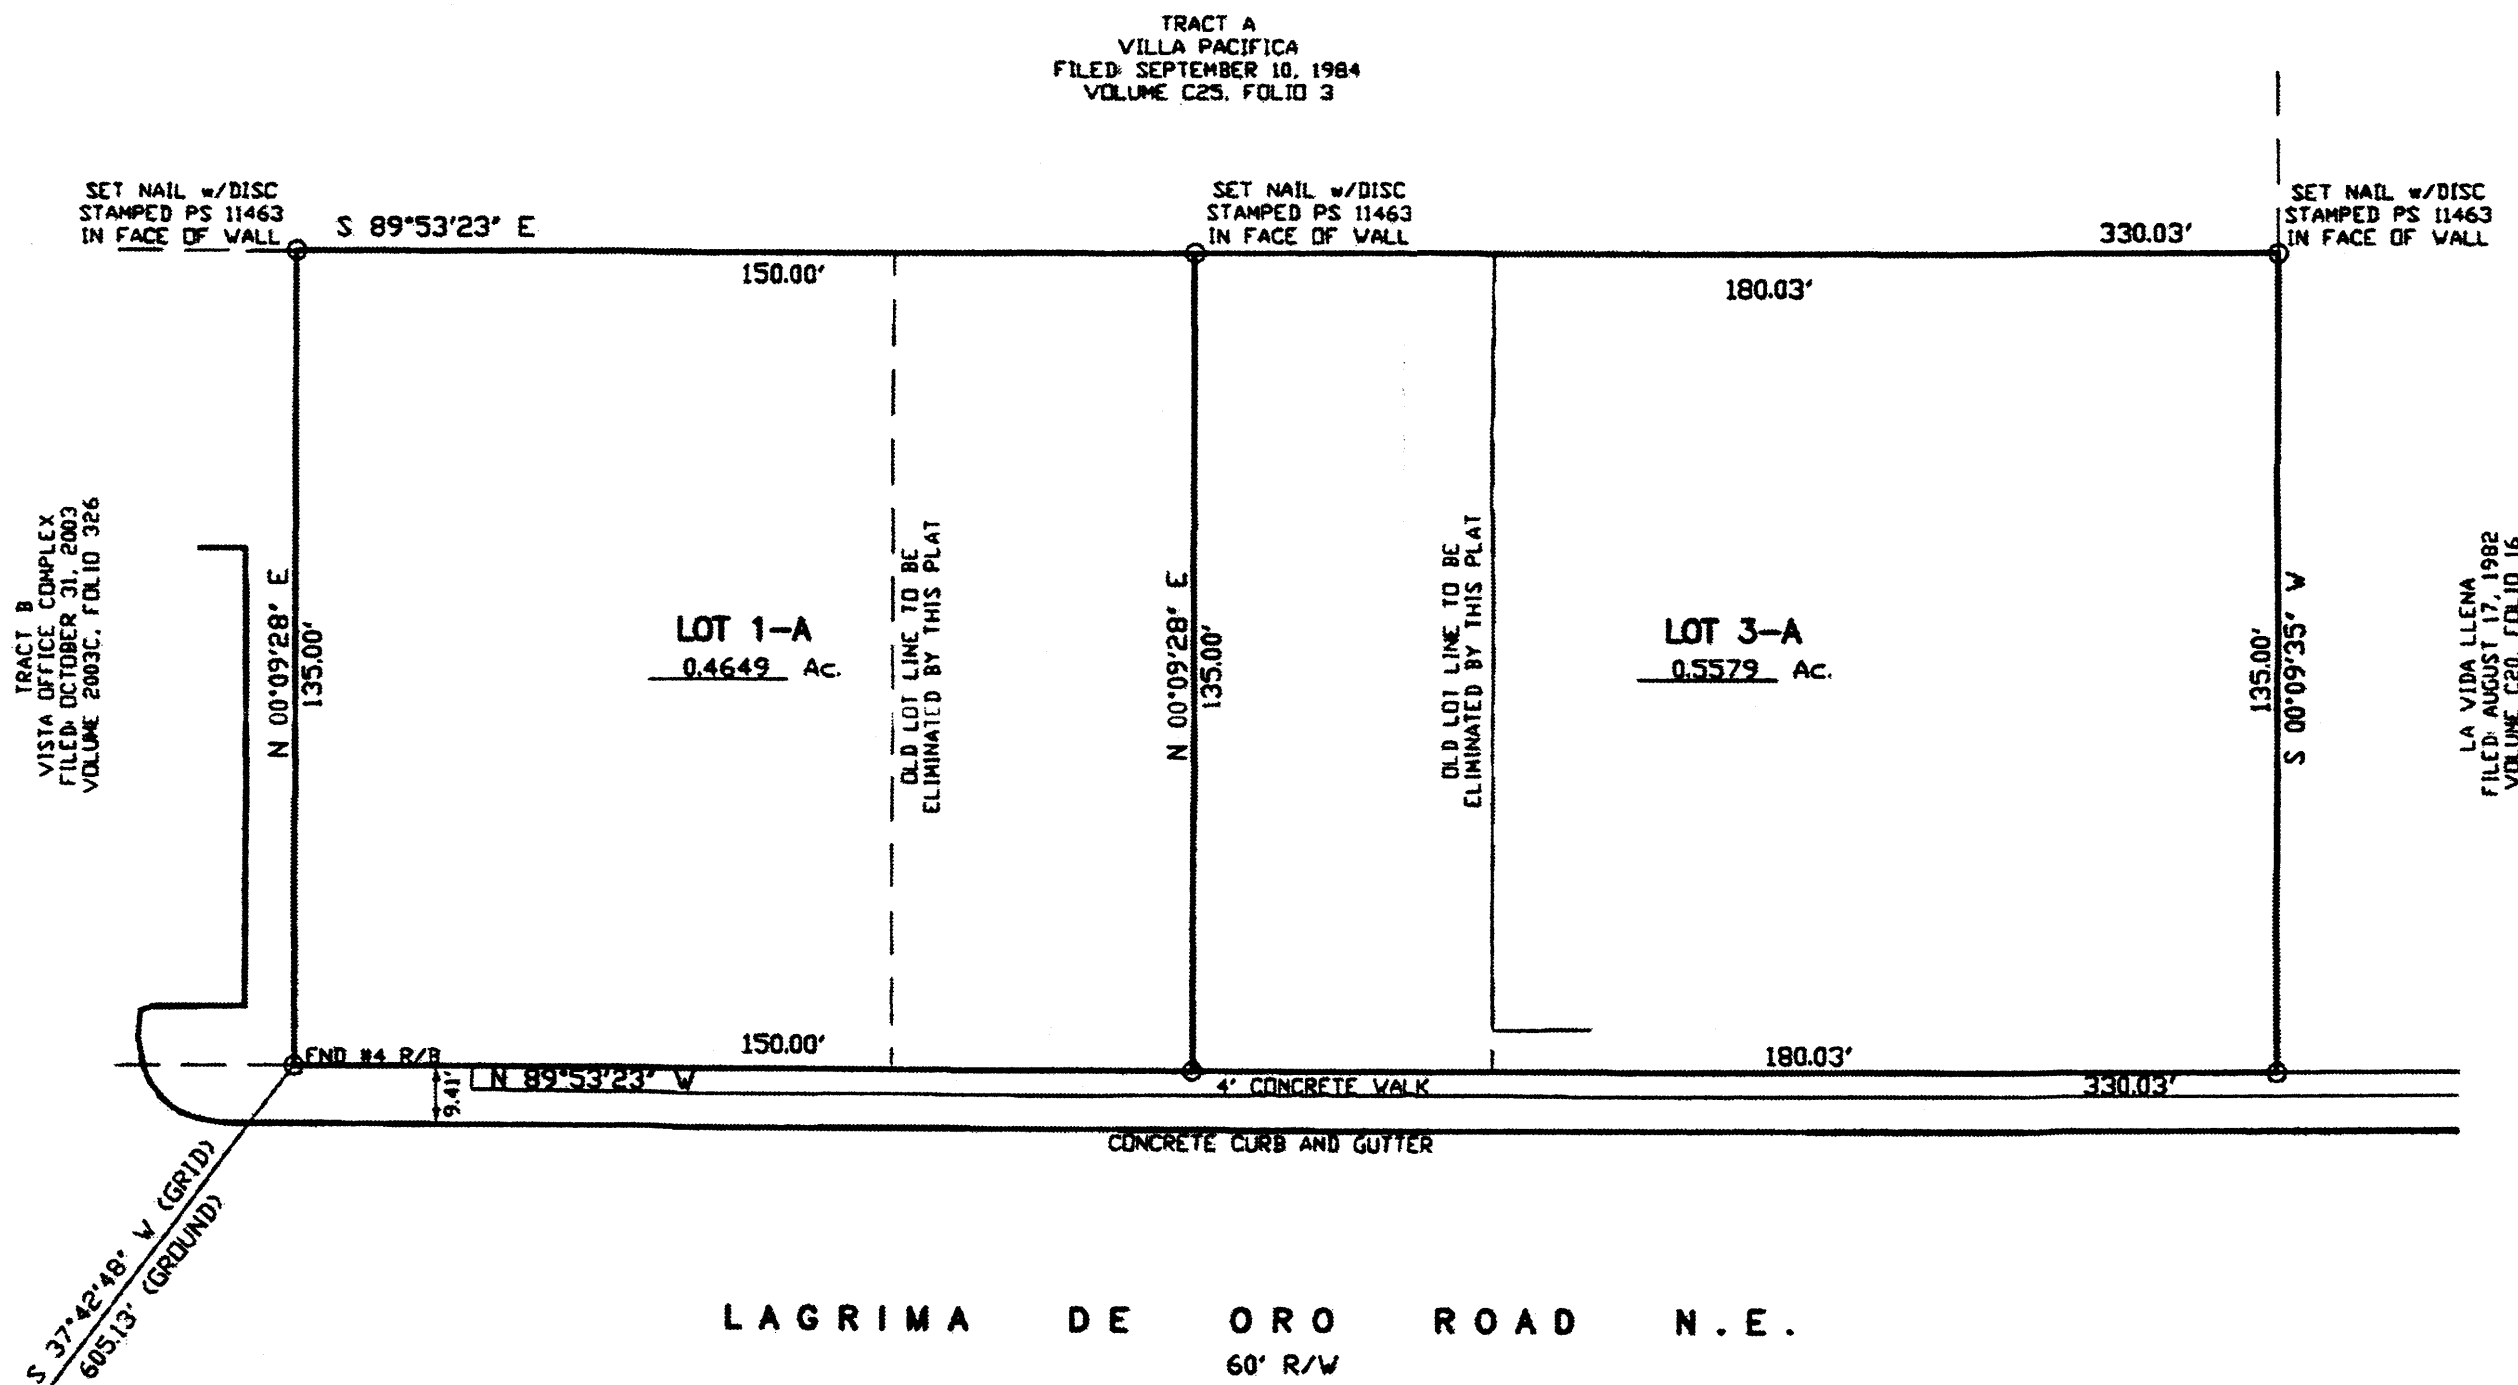 TRACT A
VILLA PACIFICA
FILED: SEPTEMBER 10, 1984
VOLUME C25, FOLIO 3
SET NAIL w/DISC
STAMPED PS 11463
IN FACE OF WALL
S 89°53'23" E
150.00'
SET NAIL w/DISC
STAMPED PS 11463
IN FACE OF WALL
330.03'
180.03'
SET NAIL w/DISC
STAMPED PS 11463
IN FACE OF WALL
TRACT B
VISTA OFFICE COMPLEX
FILED: OCTOBER 31, 2003
VOLUME 2003C, FOLIO 326
N 00°09'28" E
135.00'
LOT 1-A
0.4649 Ac.
OLD LOT LINE TO BE
ELIMINATED BY THIS PLAT
N 00°09'28" E
135.00'
OLD LOT LINE TO BE
ELIMINATED BY THIS PLAT
LOT 3-A
0.5579 Ac.
135.00'
S 00°09'35" W
LA VIDA LLENA
FILED: AUGUST 17, 1982
VOLUME C20, FOLIO 16
FND #4 R/B
150.00'
180.03'
N 89°53'23" W
9.41'
4' CONCRETE WALK
330.03'
CONCRETE CURB AND GUTTER
S 37°42'48" W (GRID)
605.13' (GROUND)
LAGRIMA DE ORO ROAD N.E.
60' R/W